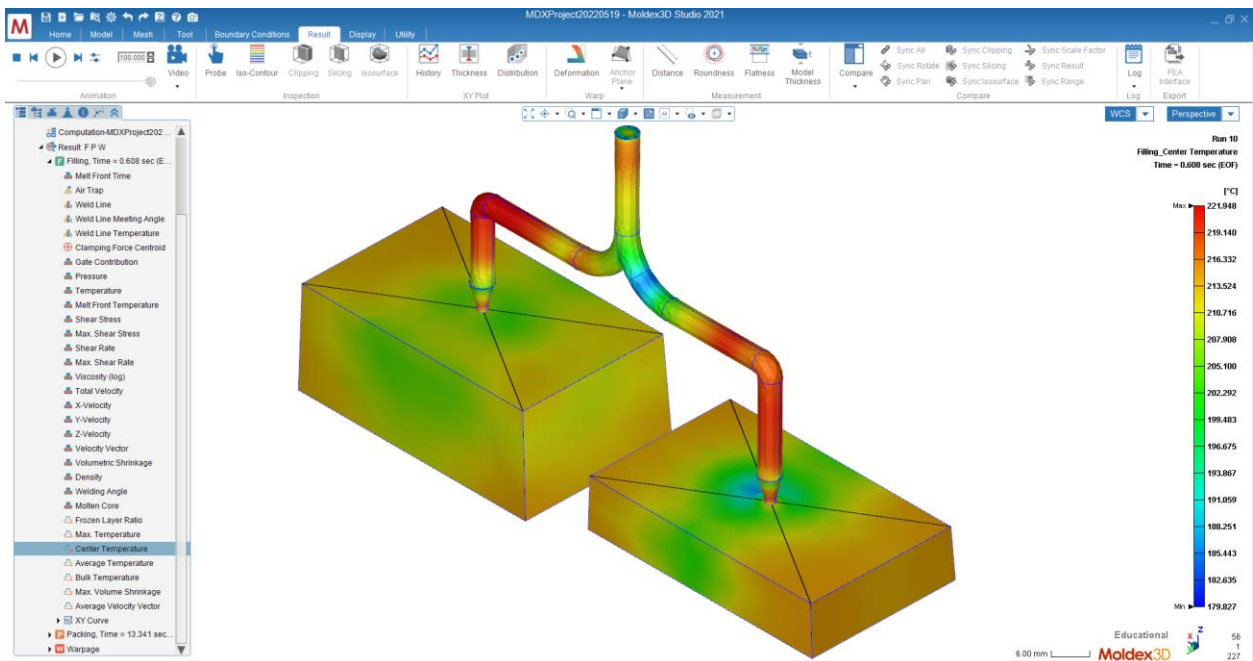 MDXProject20220519 - Moldex3D Studio 2021
M
Home Model Mesh Tool Boundary Conditions Result Display Utility
100.000
Video
Probe
Iso-Contour
Clipping
Slicing
Isosurface
History
Thickness
Distribution
Deformation
Anchor
Plane
Distance
Roundness
Flatness
Model
Thickness
Compare
Sync All
Sync Clipping
Sync Scale Factor
Sync Rotate
Sync Slicing
Sync Result
Sync Pan
Sync Isosurface
Sync Range
Log
FEA
Interface
Animation
Inspection
XY Plot
Warp
Measurement
Compare
Log
Export
WCS
Perspective
Computation-MDXProject202...
Result F P W
Filling, Time = 0.608 sec (E...
Melt Front Time
Air Trap
Weld Line
Weld Line Meeting Angle
Weld Line Temperature
Clamping Force Centroid
Gate Contribution
Pressure
Temperature
Melt Front Temperature
Shear Stress
Max. Shear Stress
Shear Rate
Max. Shear Rate
Viscosity (log)
Total Velocity
X-Velocity
Y-Velocity
Z-Velocity
Velocity Vector
Volumetric Shrinkage
Density
Welding Angle
Molten Core
Frozen Layer Ratio
Max. Temperature
Center Temperature
Average Temperature
Bulk Temperature
Max. Volume Shrinkage
Average Velocity Vector
XY Curve
Packing, Time = 13.341 sec...
Warpage
Run 10
Filling_Center Temperature
Time = 0.608 sec (EOF)
[°C]
Max 221.948
219.140
216.332
213.524
210.716
207.908
205.100
202.292
199.483
196.675
193.867
191.059
188.251
185.443
182.635
Min 179.827
Educational
6.00 mm
Moldex3D
X Z
56
1
227